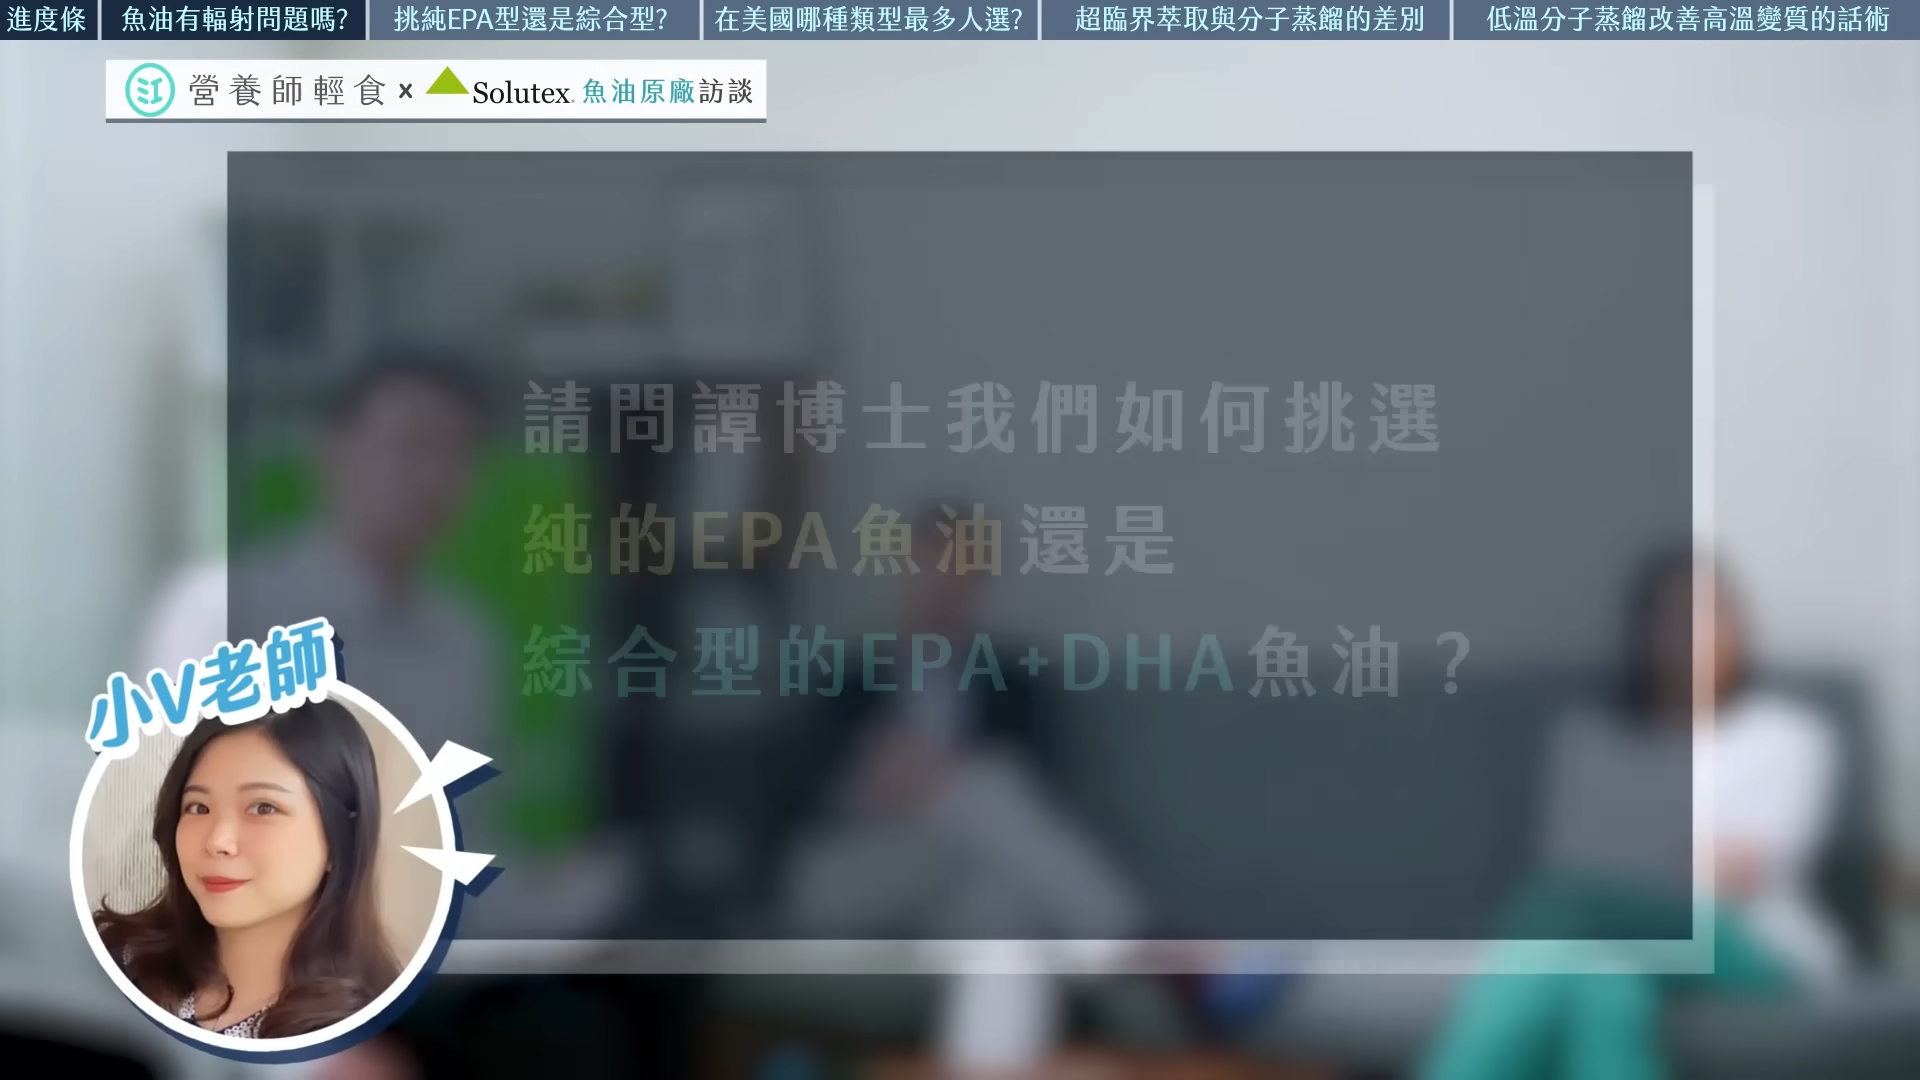 進度條
魚油有輻射問題嗎?
挑純EPA型還是綜合型?
在美國哪種類型最多人選?
超臨界萃取與分子蒸餾的差別
低溫分子蒸餾改善高溫變質的話術
營養師輕食 x Solutex 魚油原廠訪談
請問譚博士我們如何挑選
純的EPA魚油還是
綜合型的EPA+DHA魚油？
小V老師